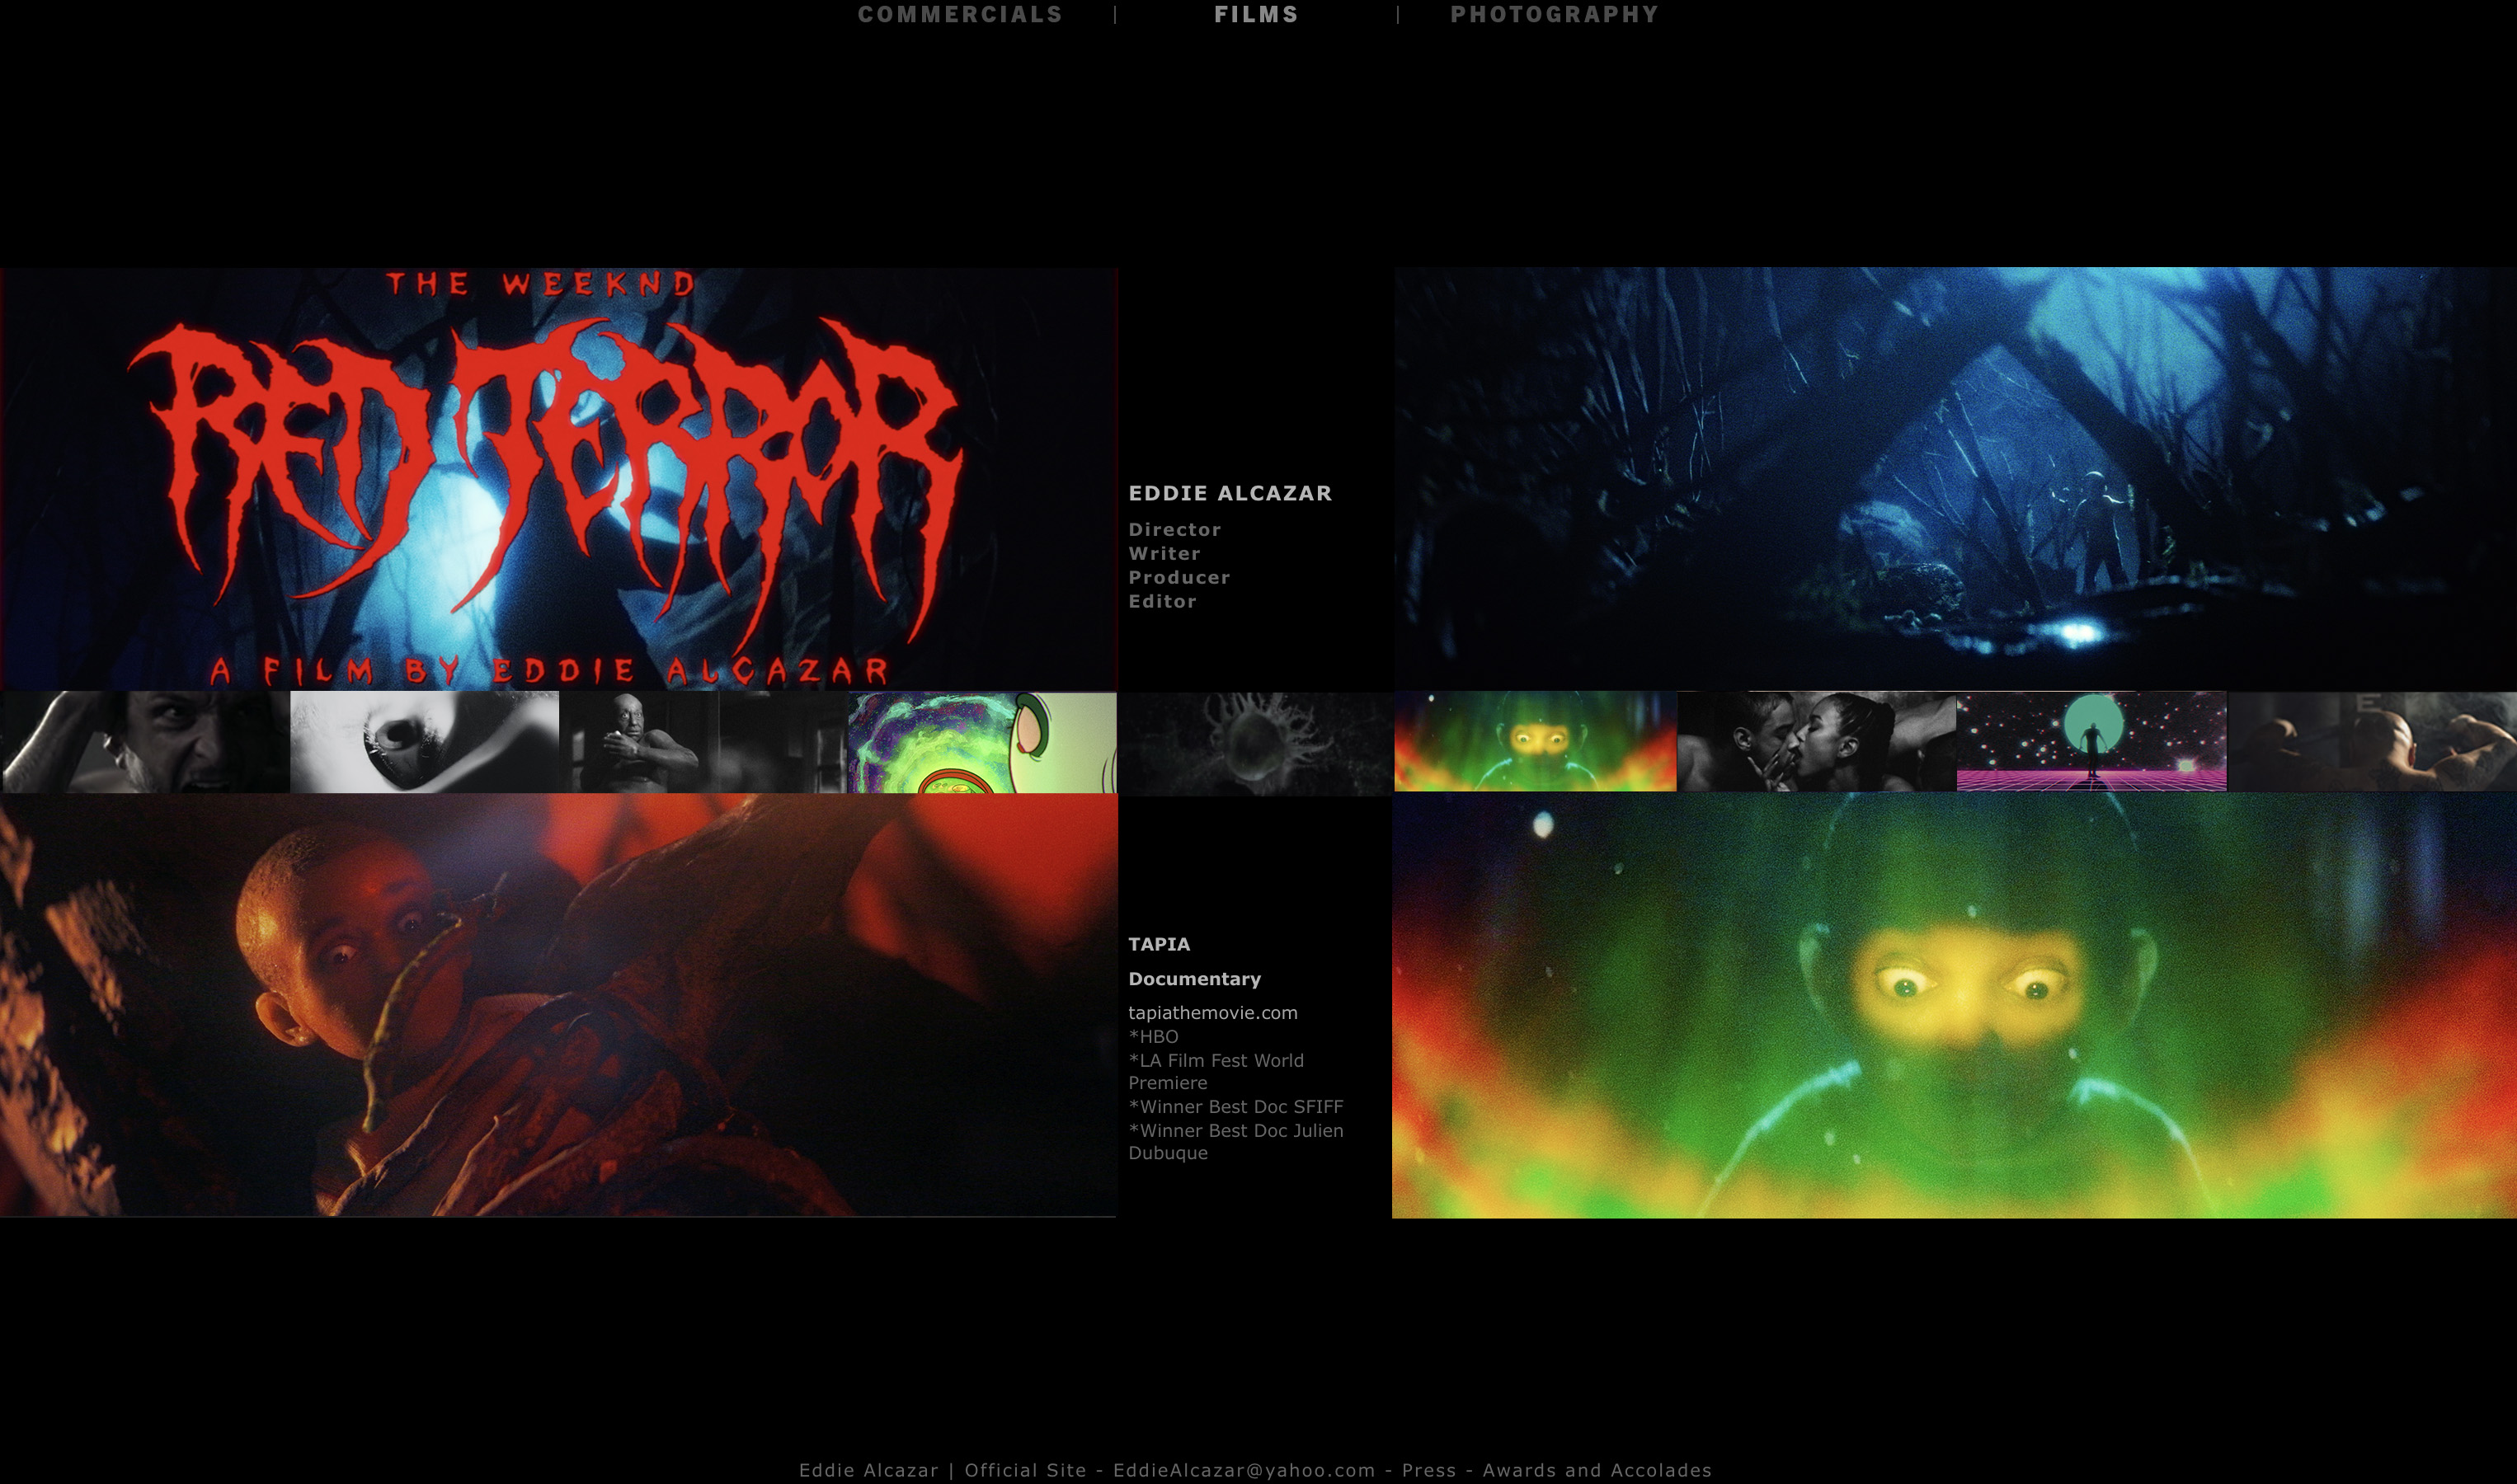 COMMERCIALS | FILMS | PHOTOGRAPHY
THE WEEKND
RED TERROR
A FILM BY EDDIE ALCAZAR
EDDIE ALCAZAR
Director
Writer
Producer
Editor
TAPIA
Documentary
tapiathemovie.com
*HBO
*LA Film Fest World
Premiere
*Winner Best Doc SFIFF
*Winner Best Doc Julien
Dubuque
Eddie Alcazar | Official Site - EddieAlcazar@yahoo.com - Press - Awards and Accolades